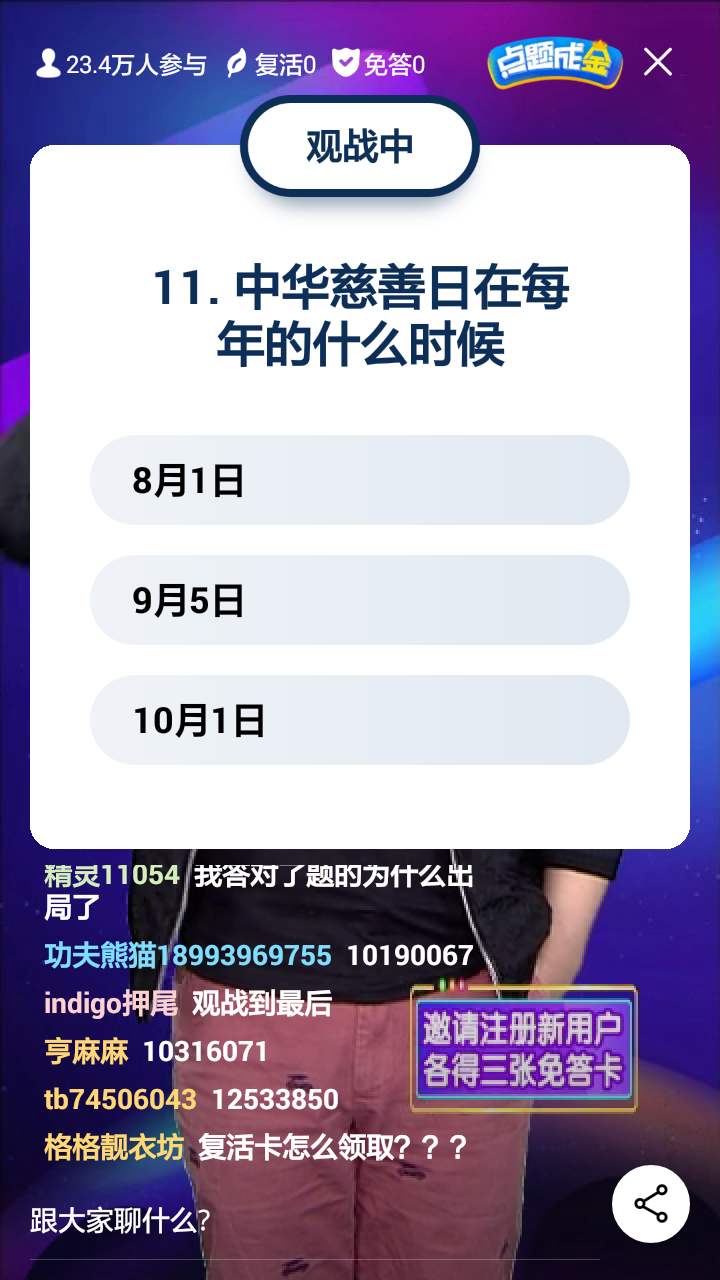 23.4万人参与 复活0 免答0 点题成金
观战中
11. 中华慈善日在每
年的什么时候
8月1日
9月5日
10月1日
精灵11054 我答对了题的为什么出
局了
功夫熊猫18993969755 10190067
indigo押尾 观战到最后
亨麻麻 10316071
tb74506043 12533850
格格靓衣坊 复活卡怎么领取？？？
邀请注册新用户
各得三张免答卡
跟大家聊什么?